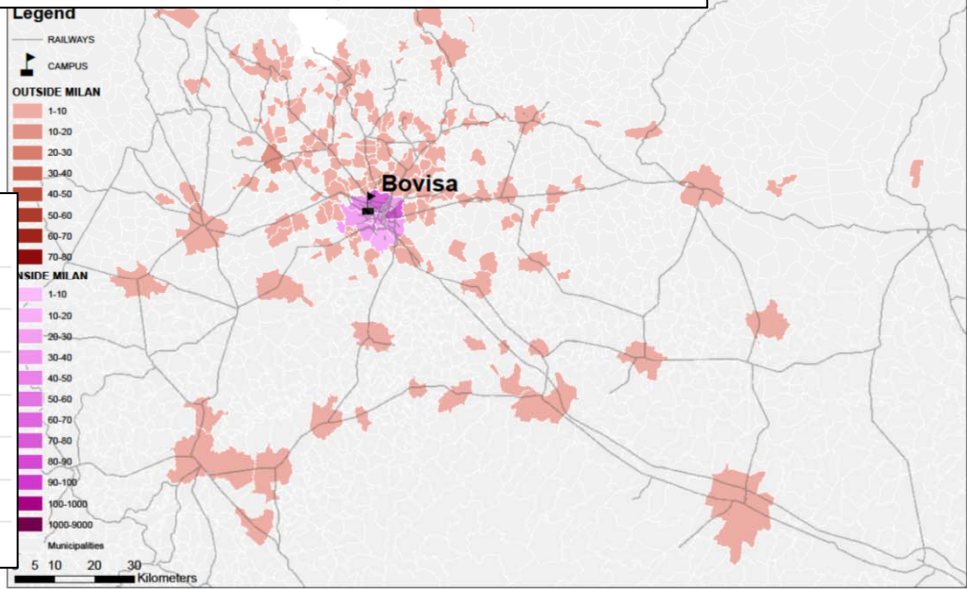 Legend
RAILWAYS
CAMPUS
OUTSIDE MILAN
1-10
10-20
20-30
30-40
40-50
50-60
60-70
70-80
NSIDE MILAN
1-10
10-20
20-30
30-40
40-50
50-60
60-70
70-80
80-90
90-100
100-1000
1000-9000
Municipalities
5 10 20 30
Kilometers
Bovisa